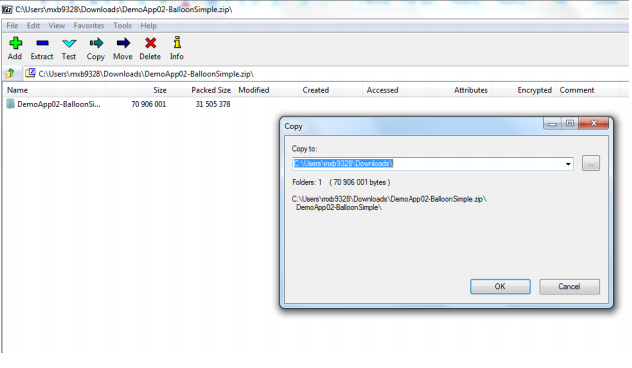 C:\Users\mxb9328\Downloads\DemoApp02-BalloonSimple.zip\
File Edit View Favorites Tools Help
Add Extract Test Copy Move Delete Info
C:\Users\mxb9328\Downloads\DemoApp02-BalloonSimple.zip\
Name Size Packed Size Modified Created Accessed Attributes Encrypted Comment
DemoApp02-BalloonSi... 70 906 001 31 505 378
Copy
Copy to:
C:\Users\mxb9328\Downloads\
...
Folders: 1 ( 70 906 001 bytes )
C:\Users\mxb9328\Downloads\DemoApp02-BalloonSimple.zip\
DemoApp02-BalloonSimple\
OK Cancel